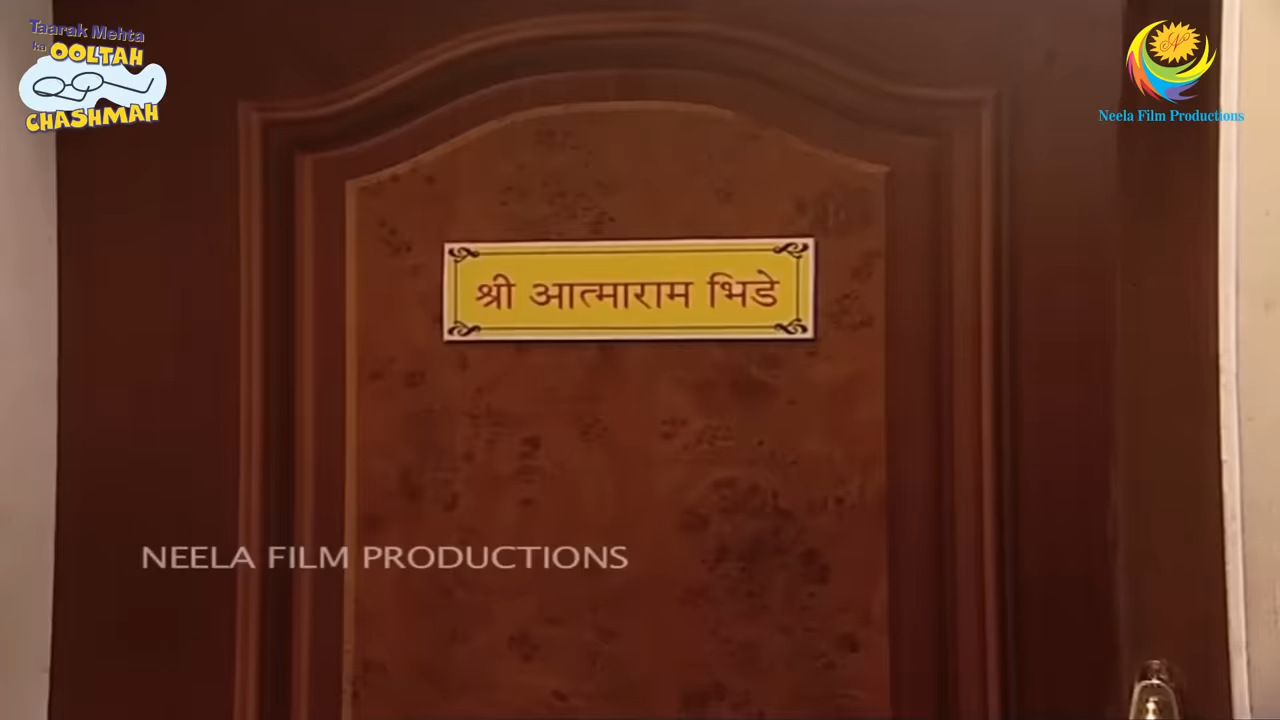 Taarak Mehta
ka OOLTAH
CHASHMAH
Neela Film Productions
श्री आत्माराम भिडे
NEELA FILM PRODUCTIONS